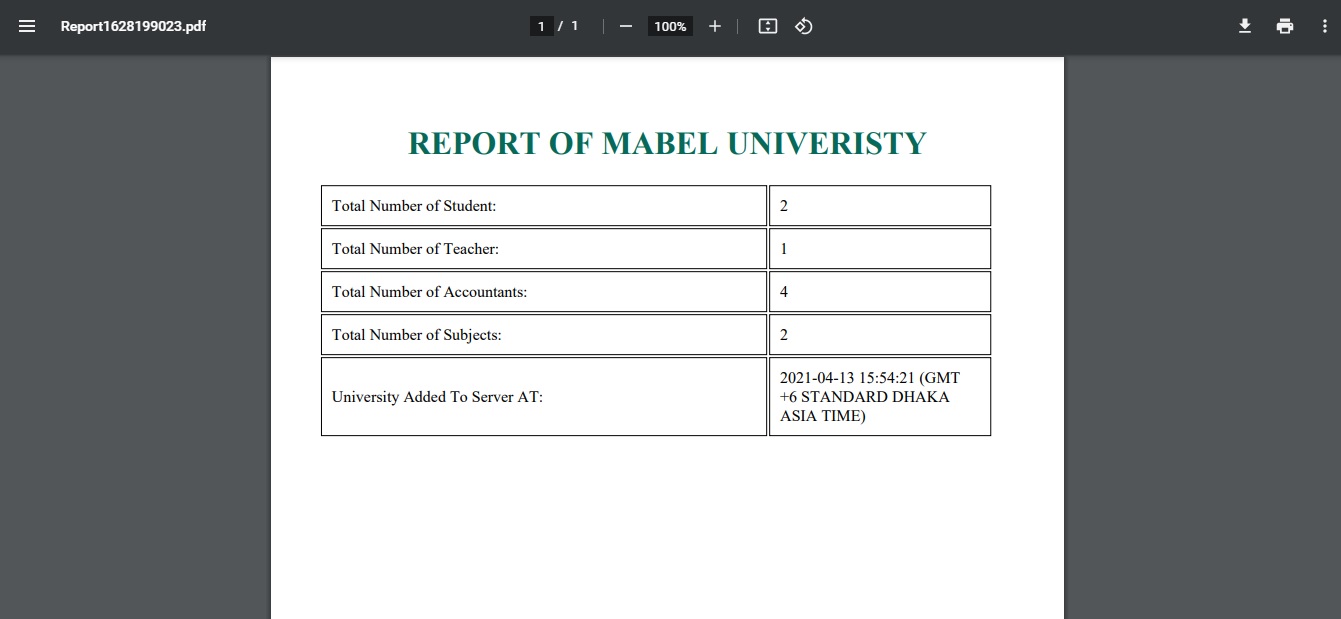 Report1628199023.pdf
1 / 1
100%
REPORT OF MABEL UNIVERISTY
Total Number of Student: 2
Total Number of Teacher: 1
Total Number of Accountants: 4
Total Number of Subjects: 2
University Added To Server AT:
2021-04-13 15:54:21 (GMT
+6 STANDARD DHAKA
ASIA TIME)